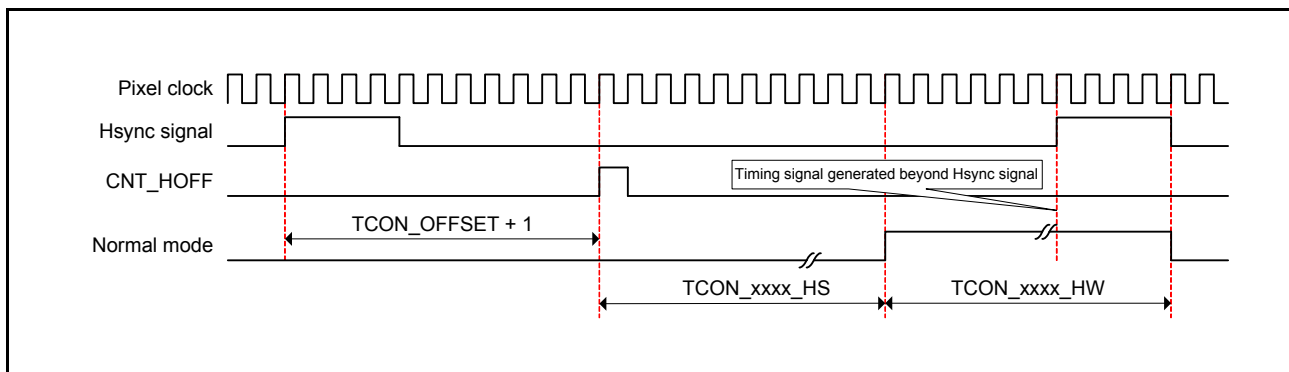 Pixel clock
Hsync signal
CNT_HOFF
Timing signal generated beyond Hsync signal
TCON_OFFSET + 1
Normal mode
TCON_xxxx_HS
TCON_xxxx_HW